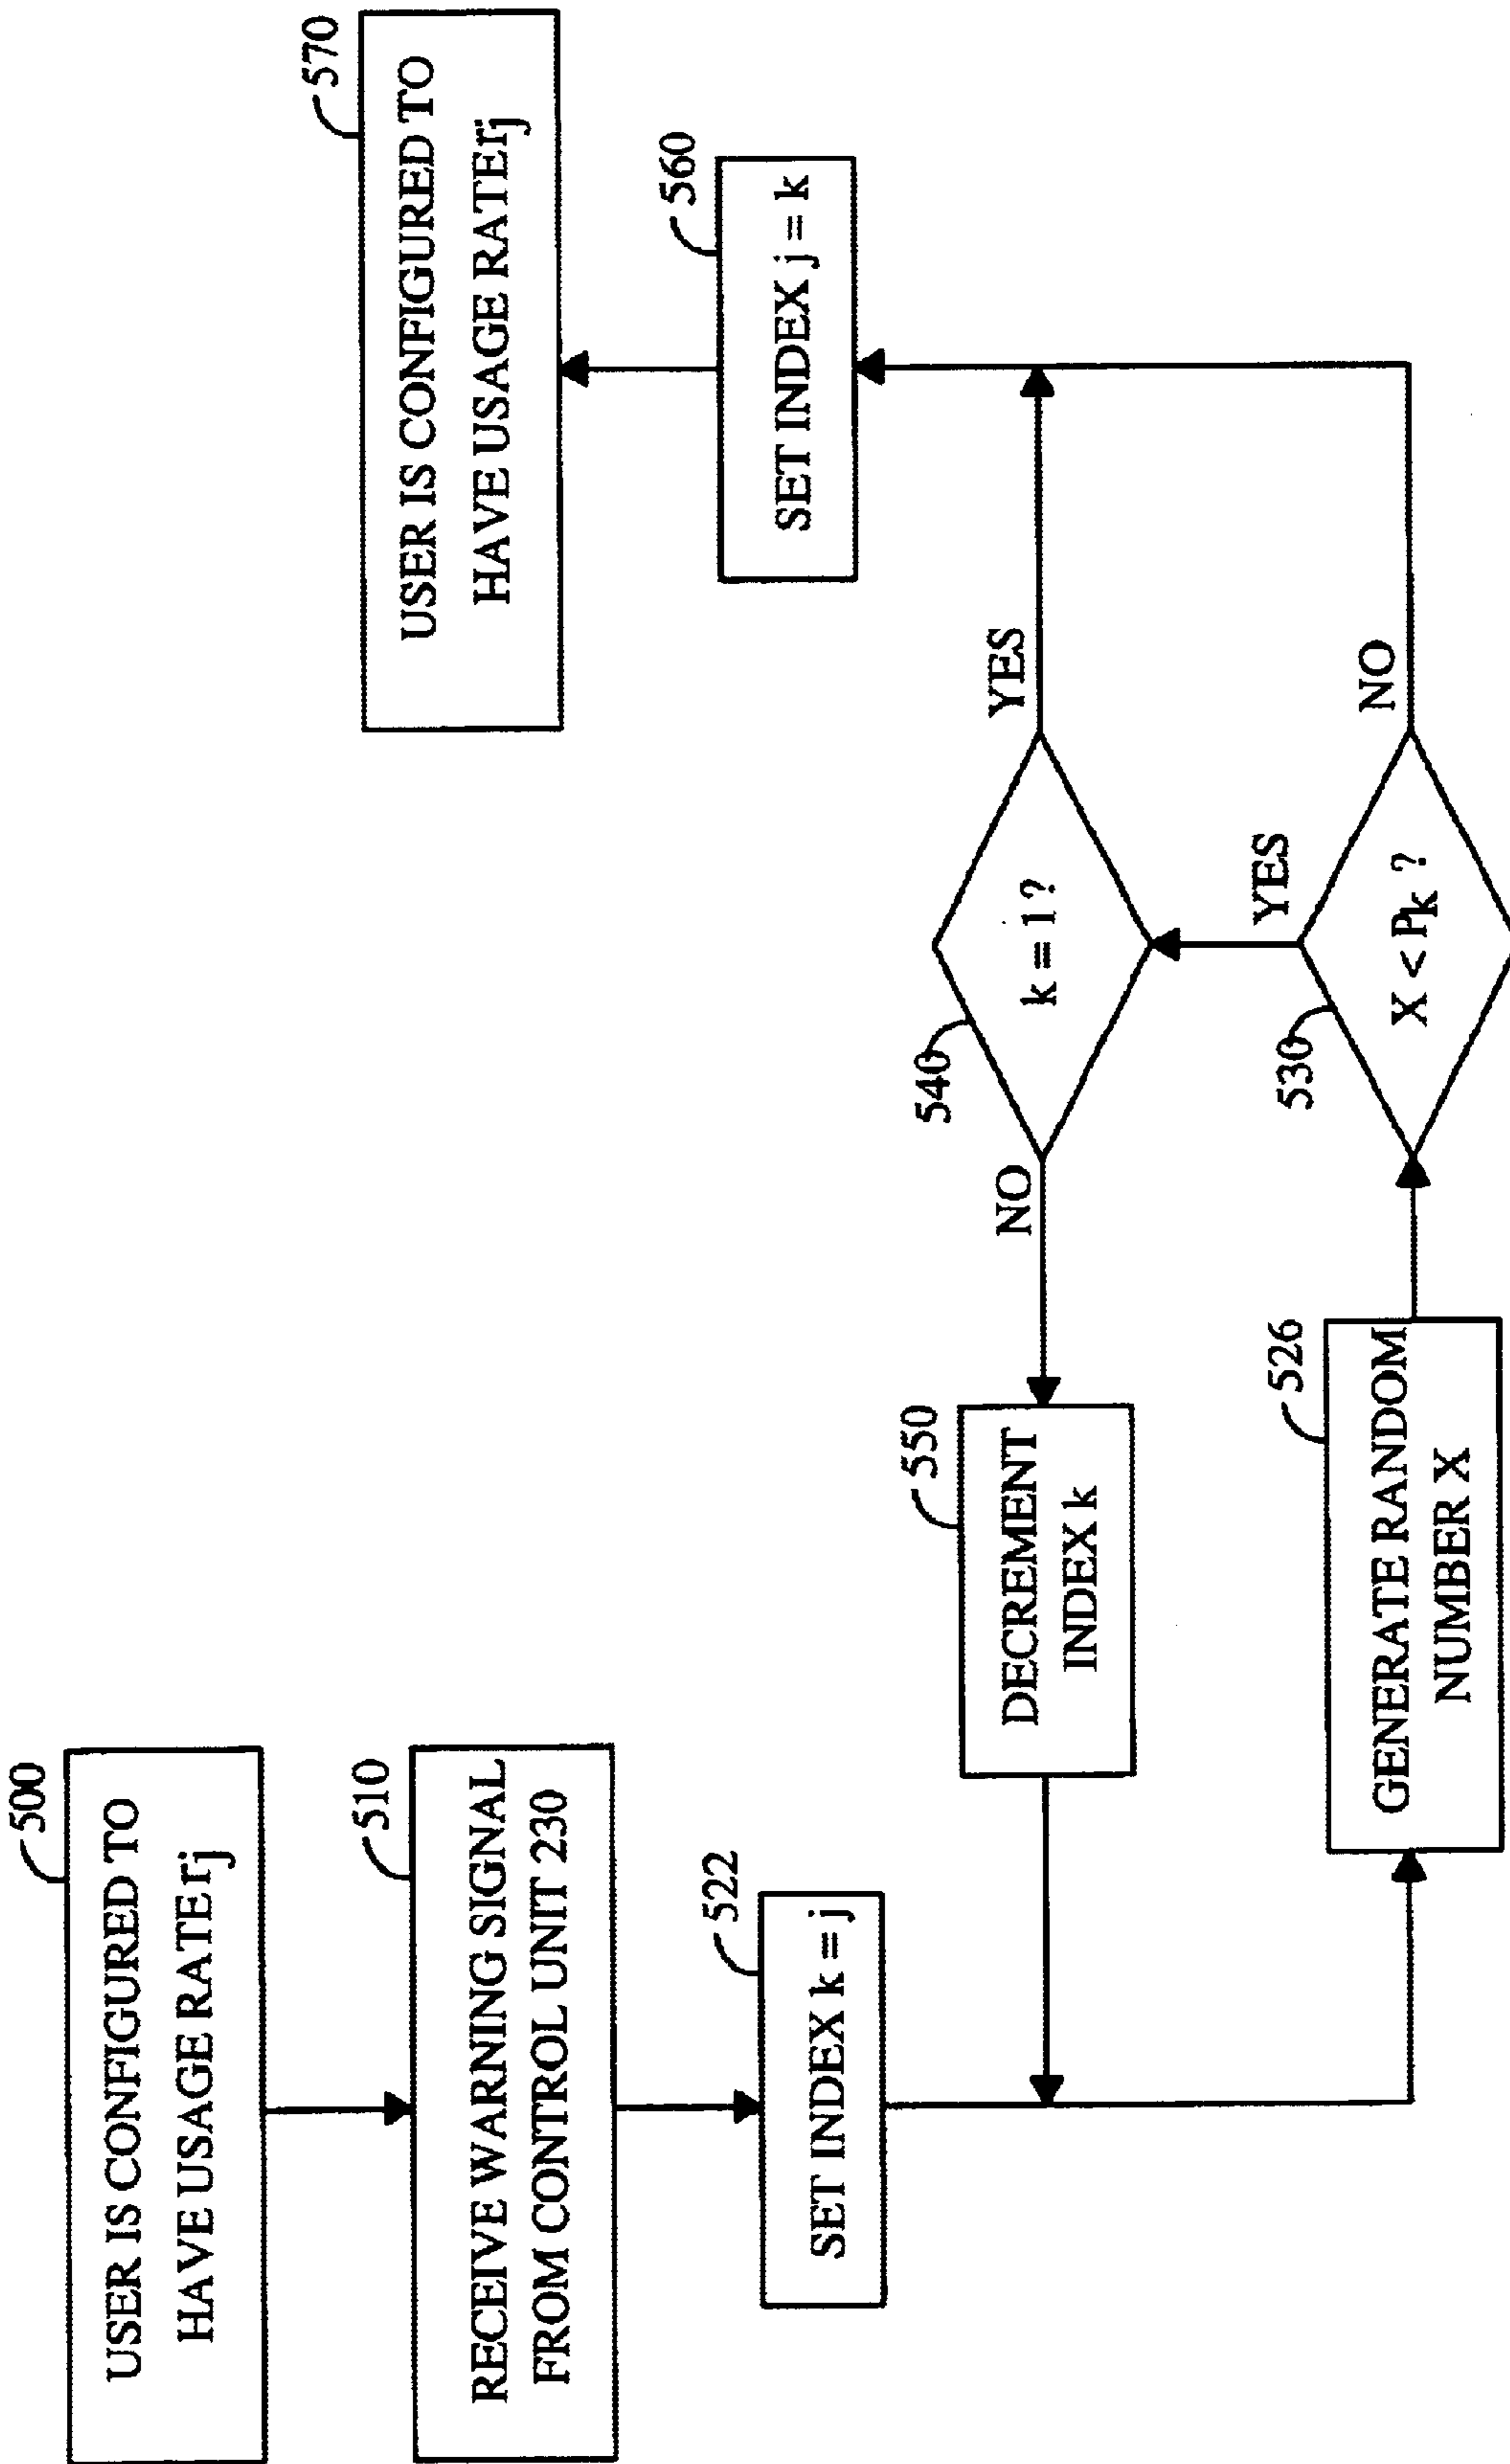 500
USER IS CONFIGURED TO
HAVE USAGE RATE rj
510
RECEIVE WARNING SIGNAL
FROM CONTROL UNIT 230
522
SET INDEX k = j
550
DECREMENT
INDEX k
526
GENERATE RANDOM
NUMBER X
540
k = 1 ?
NO
YES
530
X < Pk ?
YES
NO
560
SET INDEX j = k
570
USER IS CONFIGURED TO
HAVE USAGE RATE rj